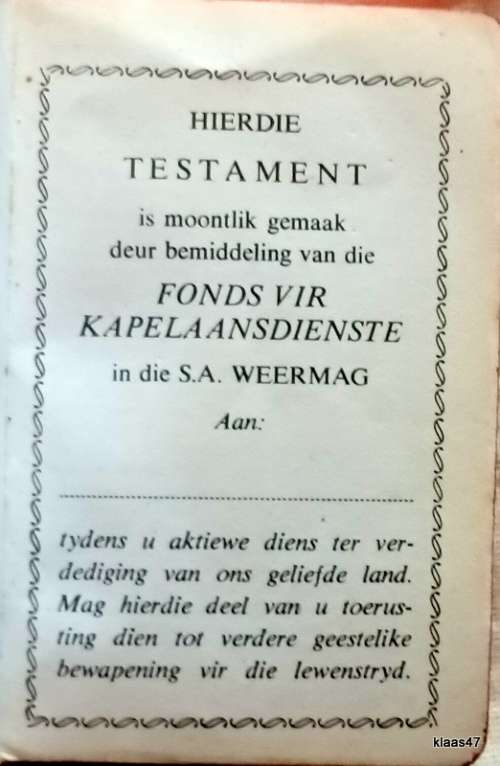 HIERDIE
TESTAMENT
is moontlik gemaak
deur bemiddeling van die
FONDS VIR
KAPELAANSDIENSTE
in die S.A. WEERMAG
Aan:
tydens u aktiewe diens ter ver-
dediging van ons geliefde land.
Mag hierdie deel van u toerus-
ting dien tot verdere geestelike
bewapening vir die lewenstryd.
klaas47